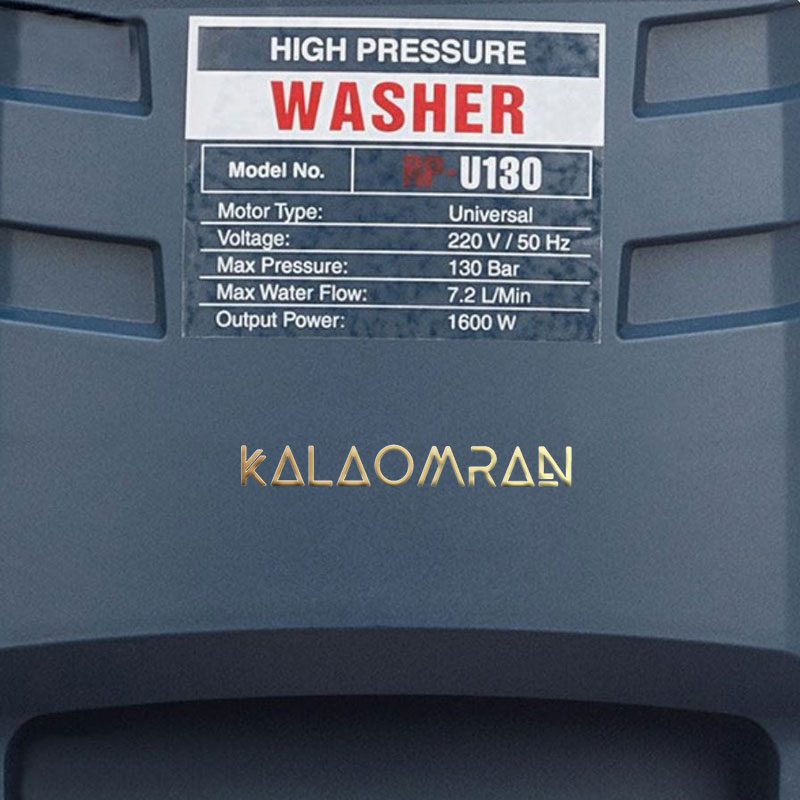 HIGH PRESSURE
WASHER
Model No. RP-U130
Motor Type: Universal
Voltage: 220 V / 50 Hz
Max Pressure: 130 Bar
Max Water Flow: 7.2 L/Min
Output Power: 1600 W
KALAOMRAN